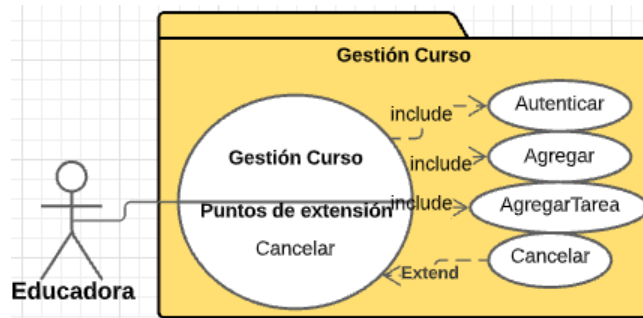 Gestión Curso
include
Autenticar
Gestión Curso
include
Agregar
Puntos de extensión
include
AgregarTarea
Cancelar
Extend
Cancelar
Educadora